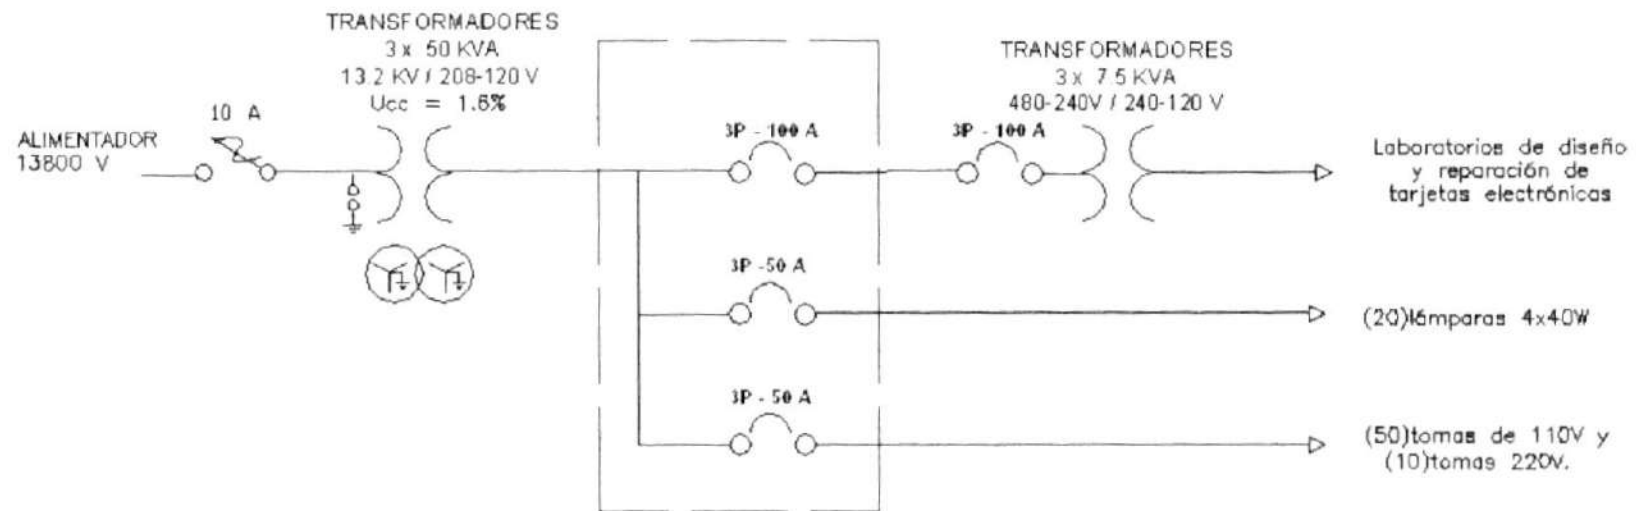 TRANSFORMADORES
3 x 50 KVA
13.2 KV / 208-120 V
Ucc = 1.6%
10 A
ALIMENTADOR
13800 V
3P - 100 A
TRANSFORMADORES
3 x 7.5 KVA
480-240V / 240-120 V
3P - 100 A
Laboratorios de diseño
y reparación de
tarjetas electrónicas
3P -50 A
(20)lámparas 4x40W
3P - 50 A
(50)tomas de 110V y
(10)tomas 220V.